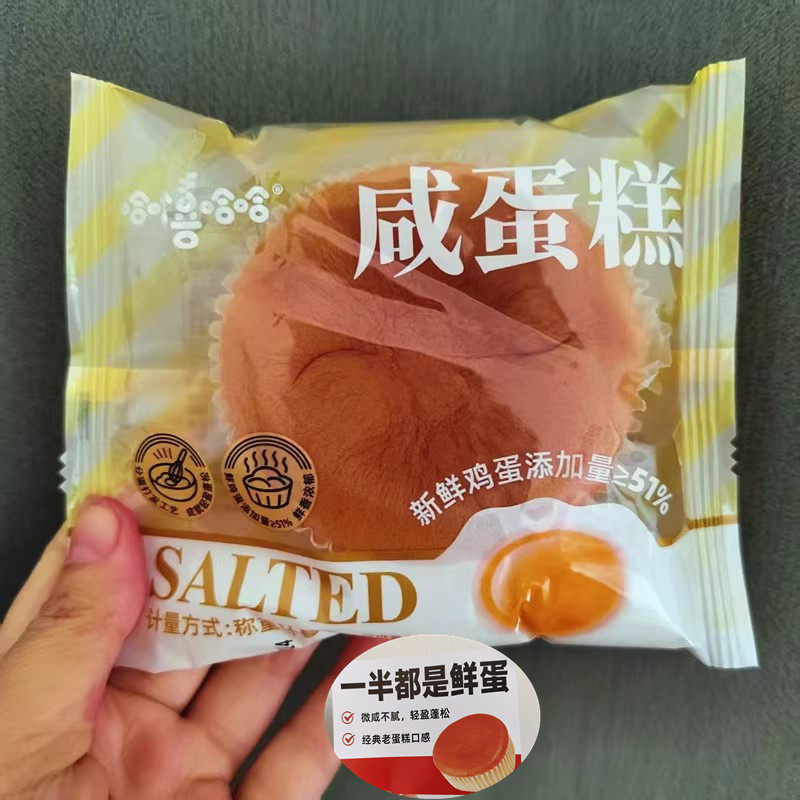 咸蛋糕
新鲜鸡蛋添加量≥51%
SALTED
计量方式:称重
一半都是鲜蛋
微咸不腻,轻盈蓬松
经典老蛋糕口感